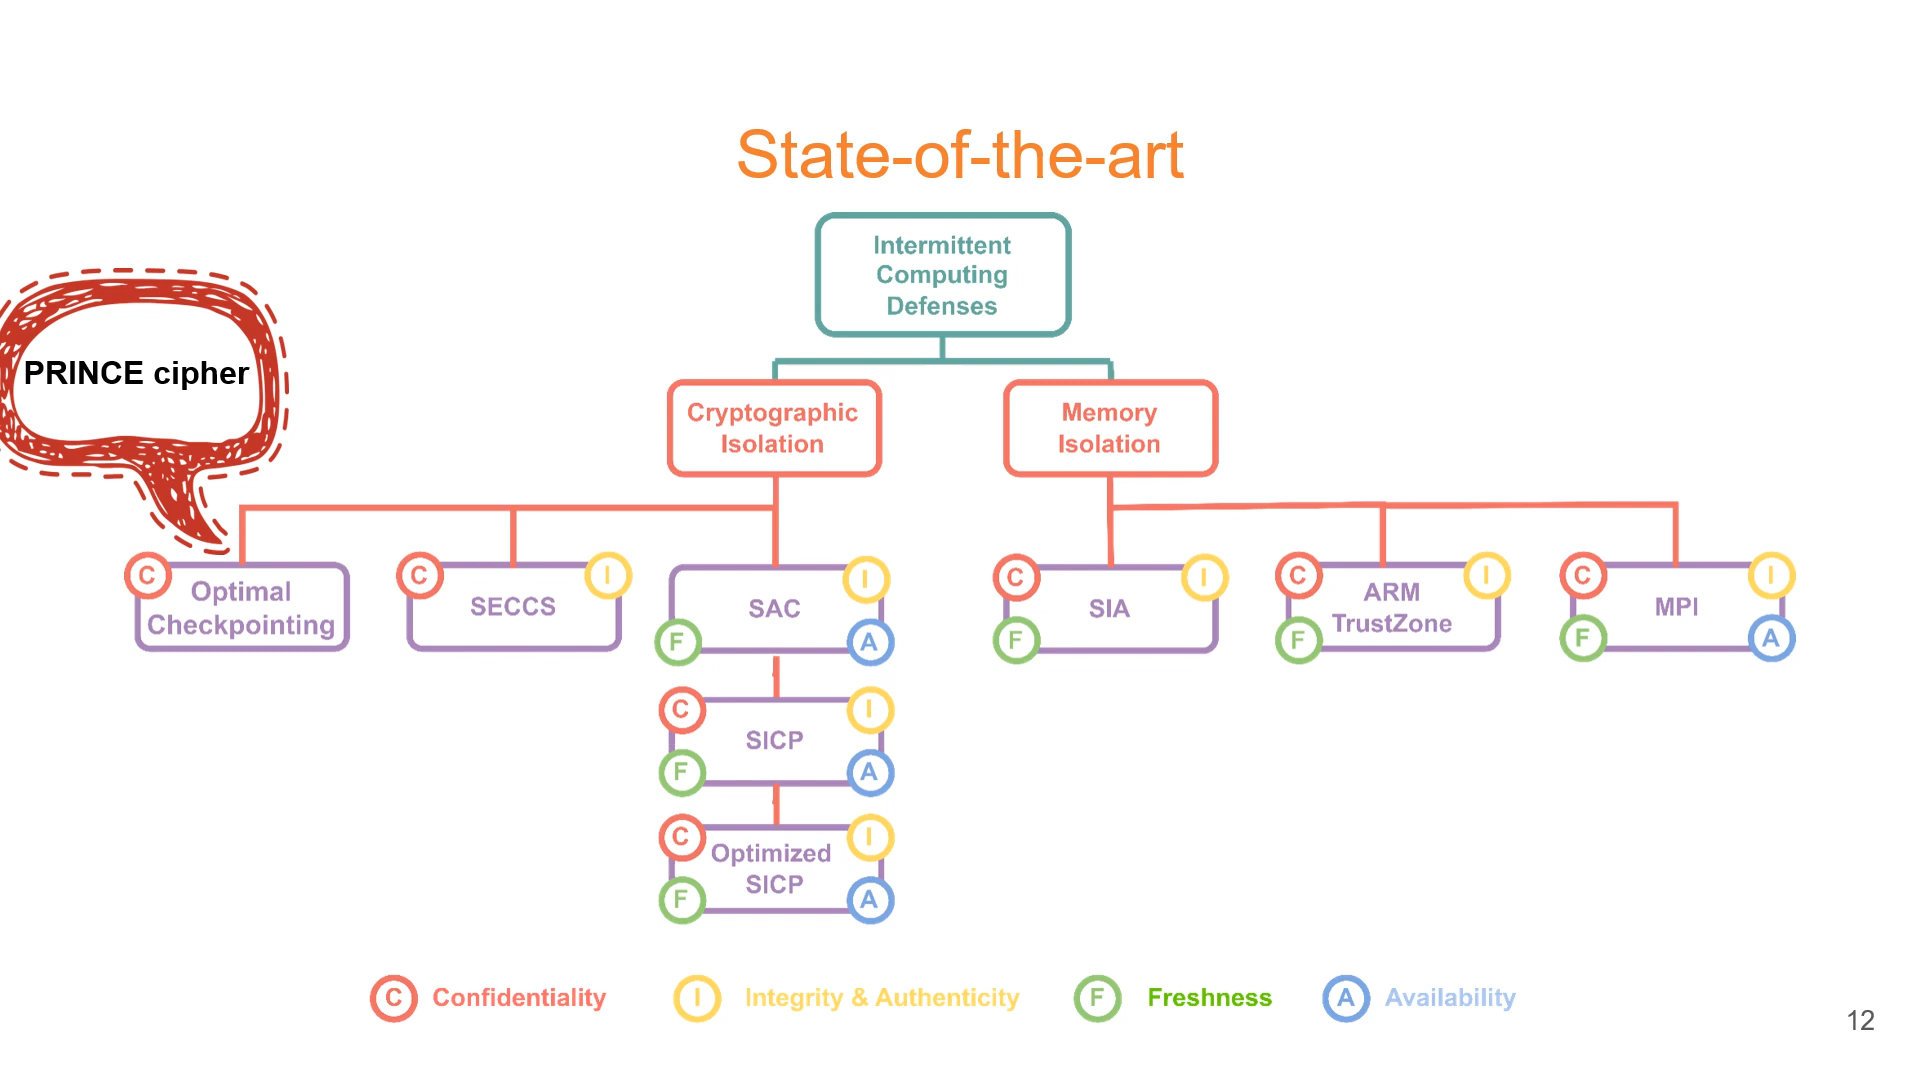 State-of-the-art
Intermittent
Computing
Defenses
PRINCE cipher
Cryptographic
Isolation
Memory
Isolation
C
Optimal
Checkpointing
C
I
SECCS
I
SAC
F
A
C
I
SIA
F
C
I
ARM
TrustZone
F
C
I
MPI
F
A
C
I
SICP
F
A
C
I
Optimized
SICP
F
A
C Confidentiality
I Integrity & Authenticity
F Freshness
A Availability
12